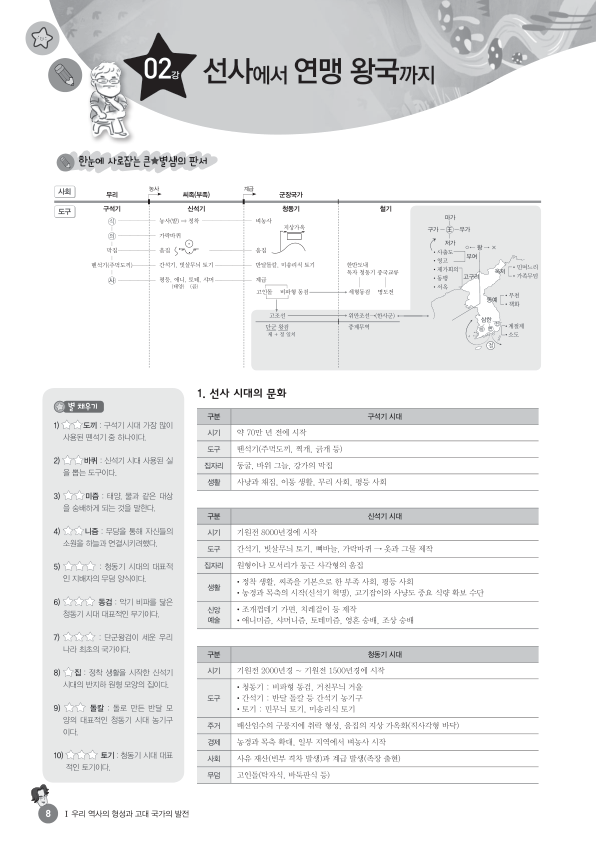 02강 선사에서 연맹 왕국까지
한눈에 사로잡는 큰★별쌤의 판서
사회
무리
농사
씨족(부족)
계급
군장국가
도구
구석기
신석기
청동기
철기
식
농사(밭) → 정착
벼농사
의
가락바퀴
지상가옥
주
막집
움집
움집
뗀석기(주먹도끼)
간석기, 빗살무늬 토기
반달돌칼, 미송리식 토기
한반도내
독자 청동기 중국교류
평등, 애니, 토테, 샤머
(태양) (곰)
계급
고인돌
비파형 동검
세형동검
명도전
고조선
위만조선→(한사군)
단군 왕검
제 + 정 일치
중계무역
마가
구가 - 王 - 우가
저가
• 사출도
• 영고
• 제가회의
• 동맹
• 서옥
부여
고구려
옥저
• 민며느리
• 가족무덤
동예
• 무천
• 책화
삼한
• 계절제
• 소도
별 채우기
1) ☆☆도끼 : 구석기 시대 가장 많이
사용된 뗀석기 중 하나이다.
2) ☆☆바퀴 : 신석기 시대 사용된 실
을 뽑는 도구이다.
3) ☆☆미즘 : 태양, 물과 같은 대상
을 숭배하게 되는 것을 말한다.
4) ☆☆니즘 : 무당을 통해 자신들의
소원을 하늘과 연결시키려했다.
5) ☆☆☆ : 청동기 시대의 대표적
인 지배자의 무덤 양식이다.
6) ☆☆☆ 동검 : 악기 비파를 닮은
청동기 시대 대표적인 무기이다.
7) ☆☆☆ : 단군왕검이 세운 우리
나라 최초의 국가이다.
8) ☆집 : 정착 생활을 시작한 신석기
시대의 반지하 원형 모양의 집이다.
9) ☆☆ 돌칼 : 돌로 만든 반달 모
양의 대표적인 청동기 시대 농기구
이다.
10) ☆☆☆ 토기 : 청동기 시대 대표
적인 토기이다.
1. 선사 시대의 문화
구분 구석기 시대
시기 약 70만 년 전에 시작
도구 뗀석기(주먹도끼, 찍개, 긁개 등)
집자리 동굴, 바위 그늘, 강가의 막집
생활 사냥과 채집, 이동 생활, 무리 사회, 평등 사회
구분 신석기 시대
시기 기원전 8000년경에 시작
도구 간석기, 빗살무늬 토기, 뼈바늘, 가락바퀴 → 옷과 그물 제작
집자리 원형이나 모서리가 둥근 사각형의 움집
생활 • 정착 생활, 씨족을 기본으로 한 부족 사회, 평등 사회
• 농경과 목축의 시작(신석기 혁명), 고기잡이와 사냥도 중요 식량 확보 수단
신앙 예술 • 조개껍데기 가면, 치레걸이 등 제작
• 애니미즘, 샤머니즘, 토테미즘, 영혼 숭배, 조상 숭배
구분 청동기 시대
시기 기원전 2000년경 ~ 기원전 1500년경에 시작
도구 • 청동기 : 비파형 동검, 거친무늬 거울
• 간석기 : 반달 돌칼 등 간석기 농기구
• 토기 : 민무늬 토기, 미송리식 토기
주거 배산임수의 구릉지에 취락 형성, 움집의 지상 가옥화(직사각형 바닥)
경제 농경과 목축 확대, 일부 지역에서 벼농사 시작
사회 사유 재산(빈부 격차 발생)과 계급 발생(족장 출현)
무덤 고인돌(탁자식, 바둑판식 등)
8 Ⅰ 우리 역사의 형성과 고대 국가의 발전